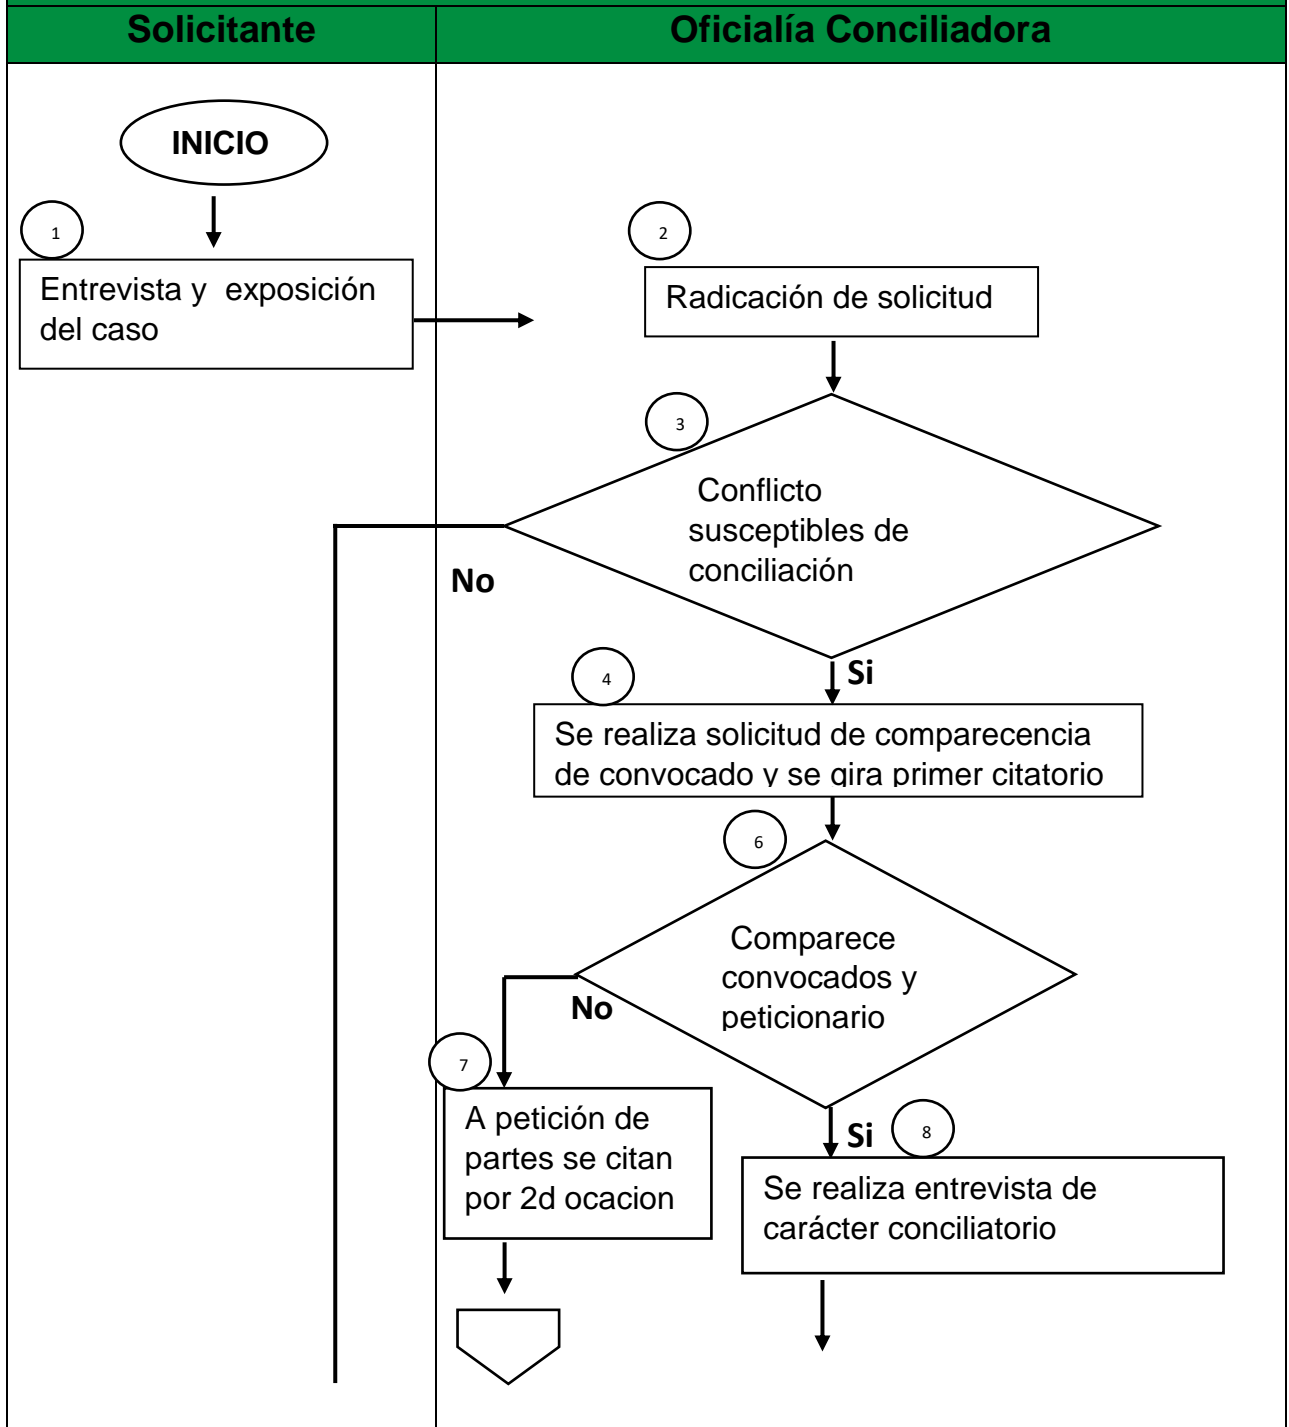 Solicitante
Oficialía Conciliadora
INICIO
1
Entrevista y exposición
del caso
2
Radicación de solicitud
3
Conflicto
susceptibles de
conciliación
No
Si
4
Se realiza solicitud de comparecencia
de convocado y se gira primer citatorio
6
Comparece
convocados y
peticionario
No
7
A petición de
partes se citan
por 2d ocacion
Si
8
Se realiza entrevista de
carácter conciliatorio